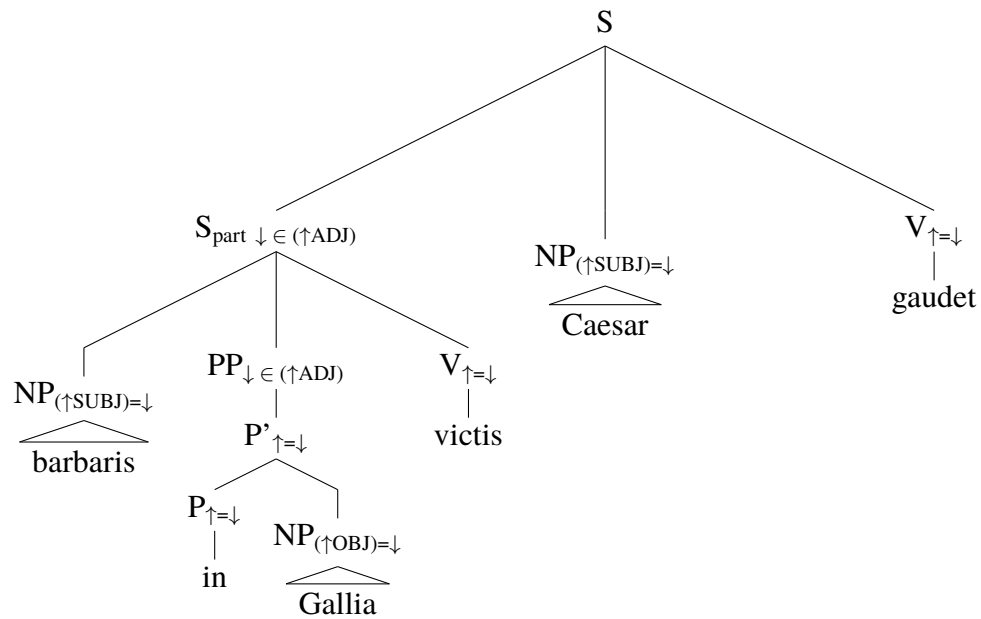 S
S_part ↓ ∈ (↑ADJ)
NP_(↑SUBJ)=↓
V_↑=↓
gaudet
Caesar
NP_(↑SUBJ)=↓
PP_↓ ∈ (↑ADJ)
V_↑=↓
barbaris
P'_↑=↓
victis
P_↑=↓
NP_(↑OBJ)=↓
in
Gallia